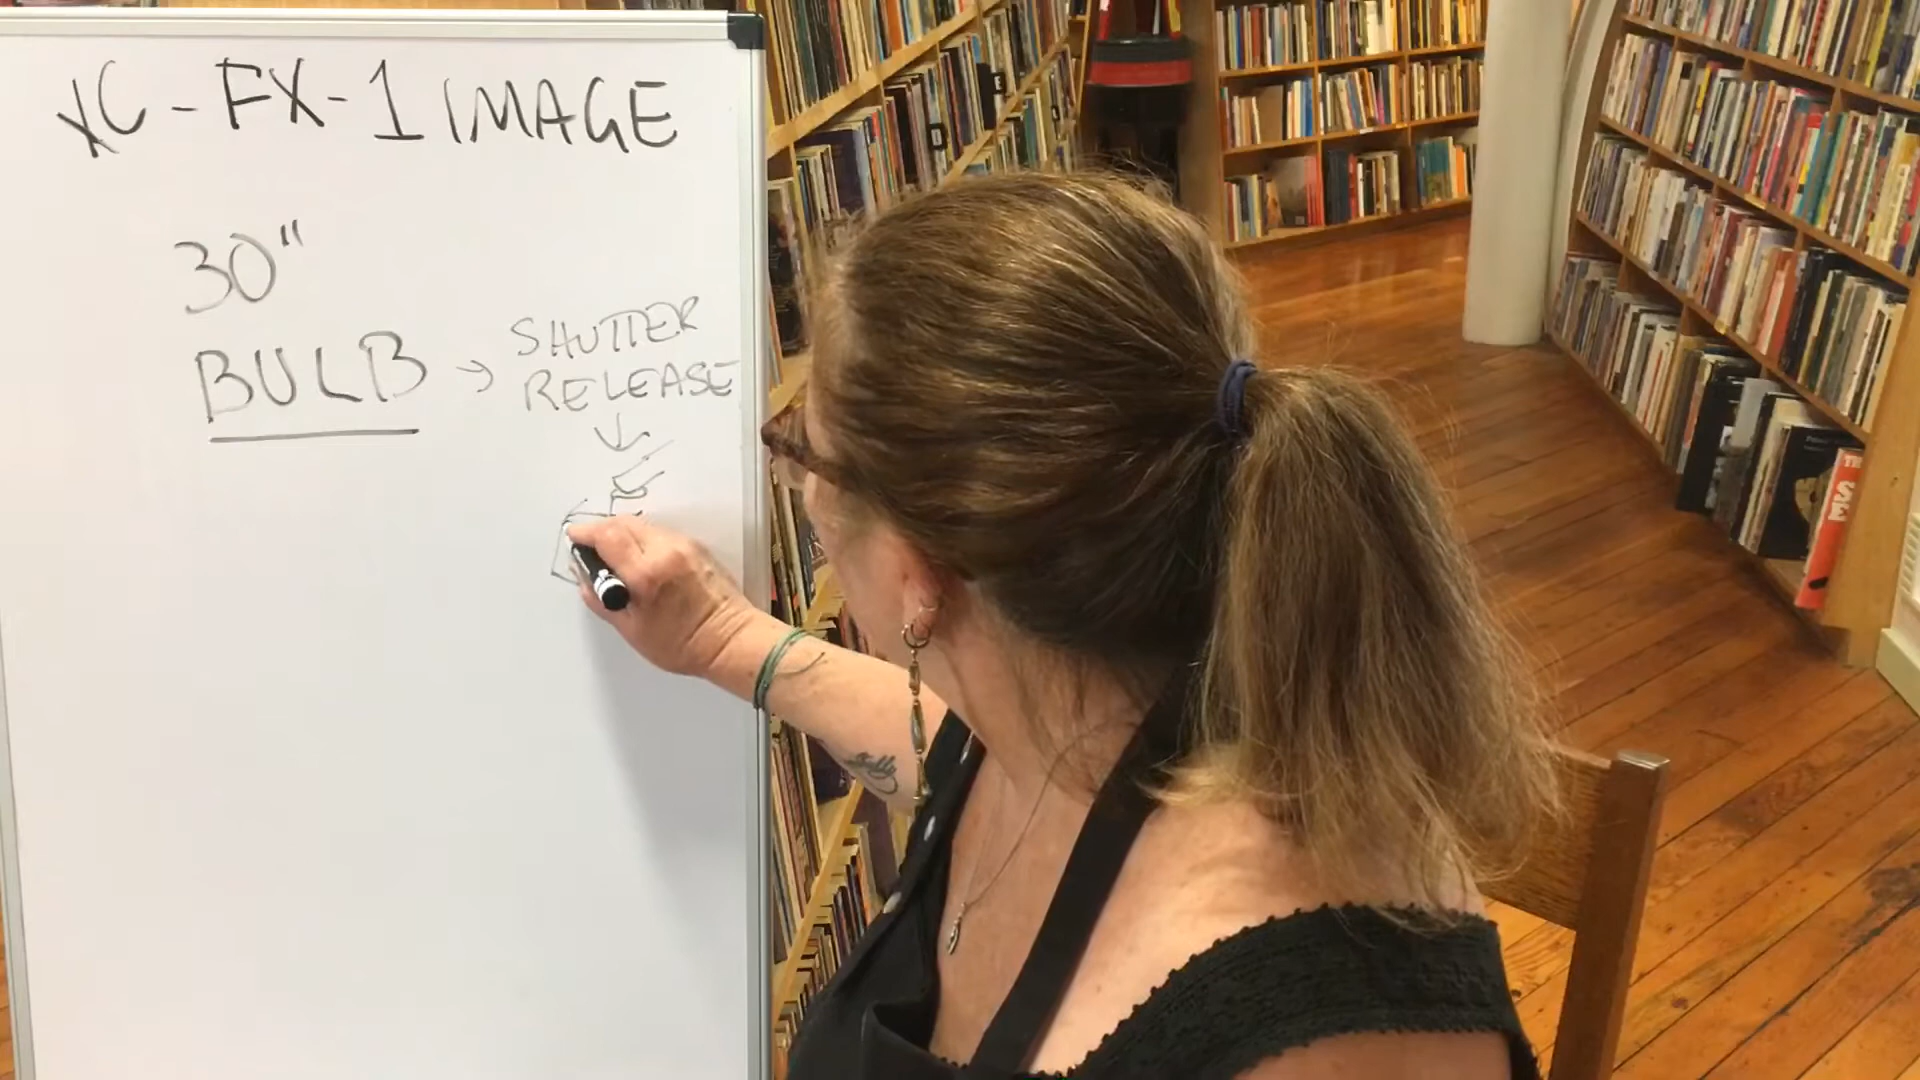 XC-FX-1 IMAGE
30"
BULB → SHUTTER
RELEASE
↓